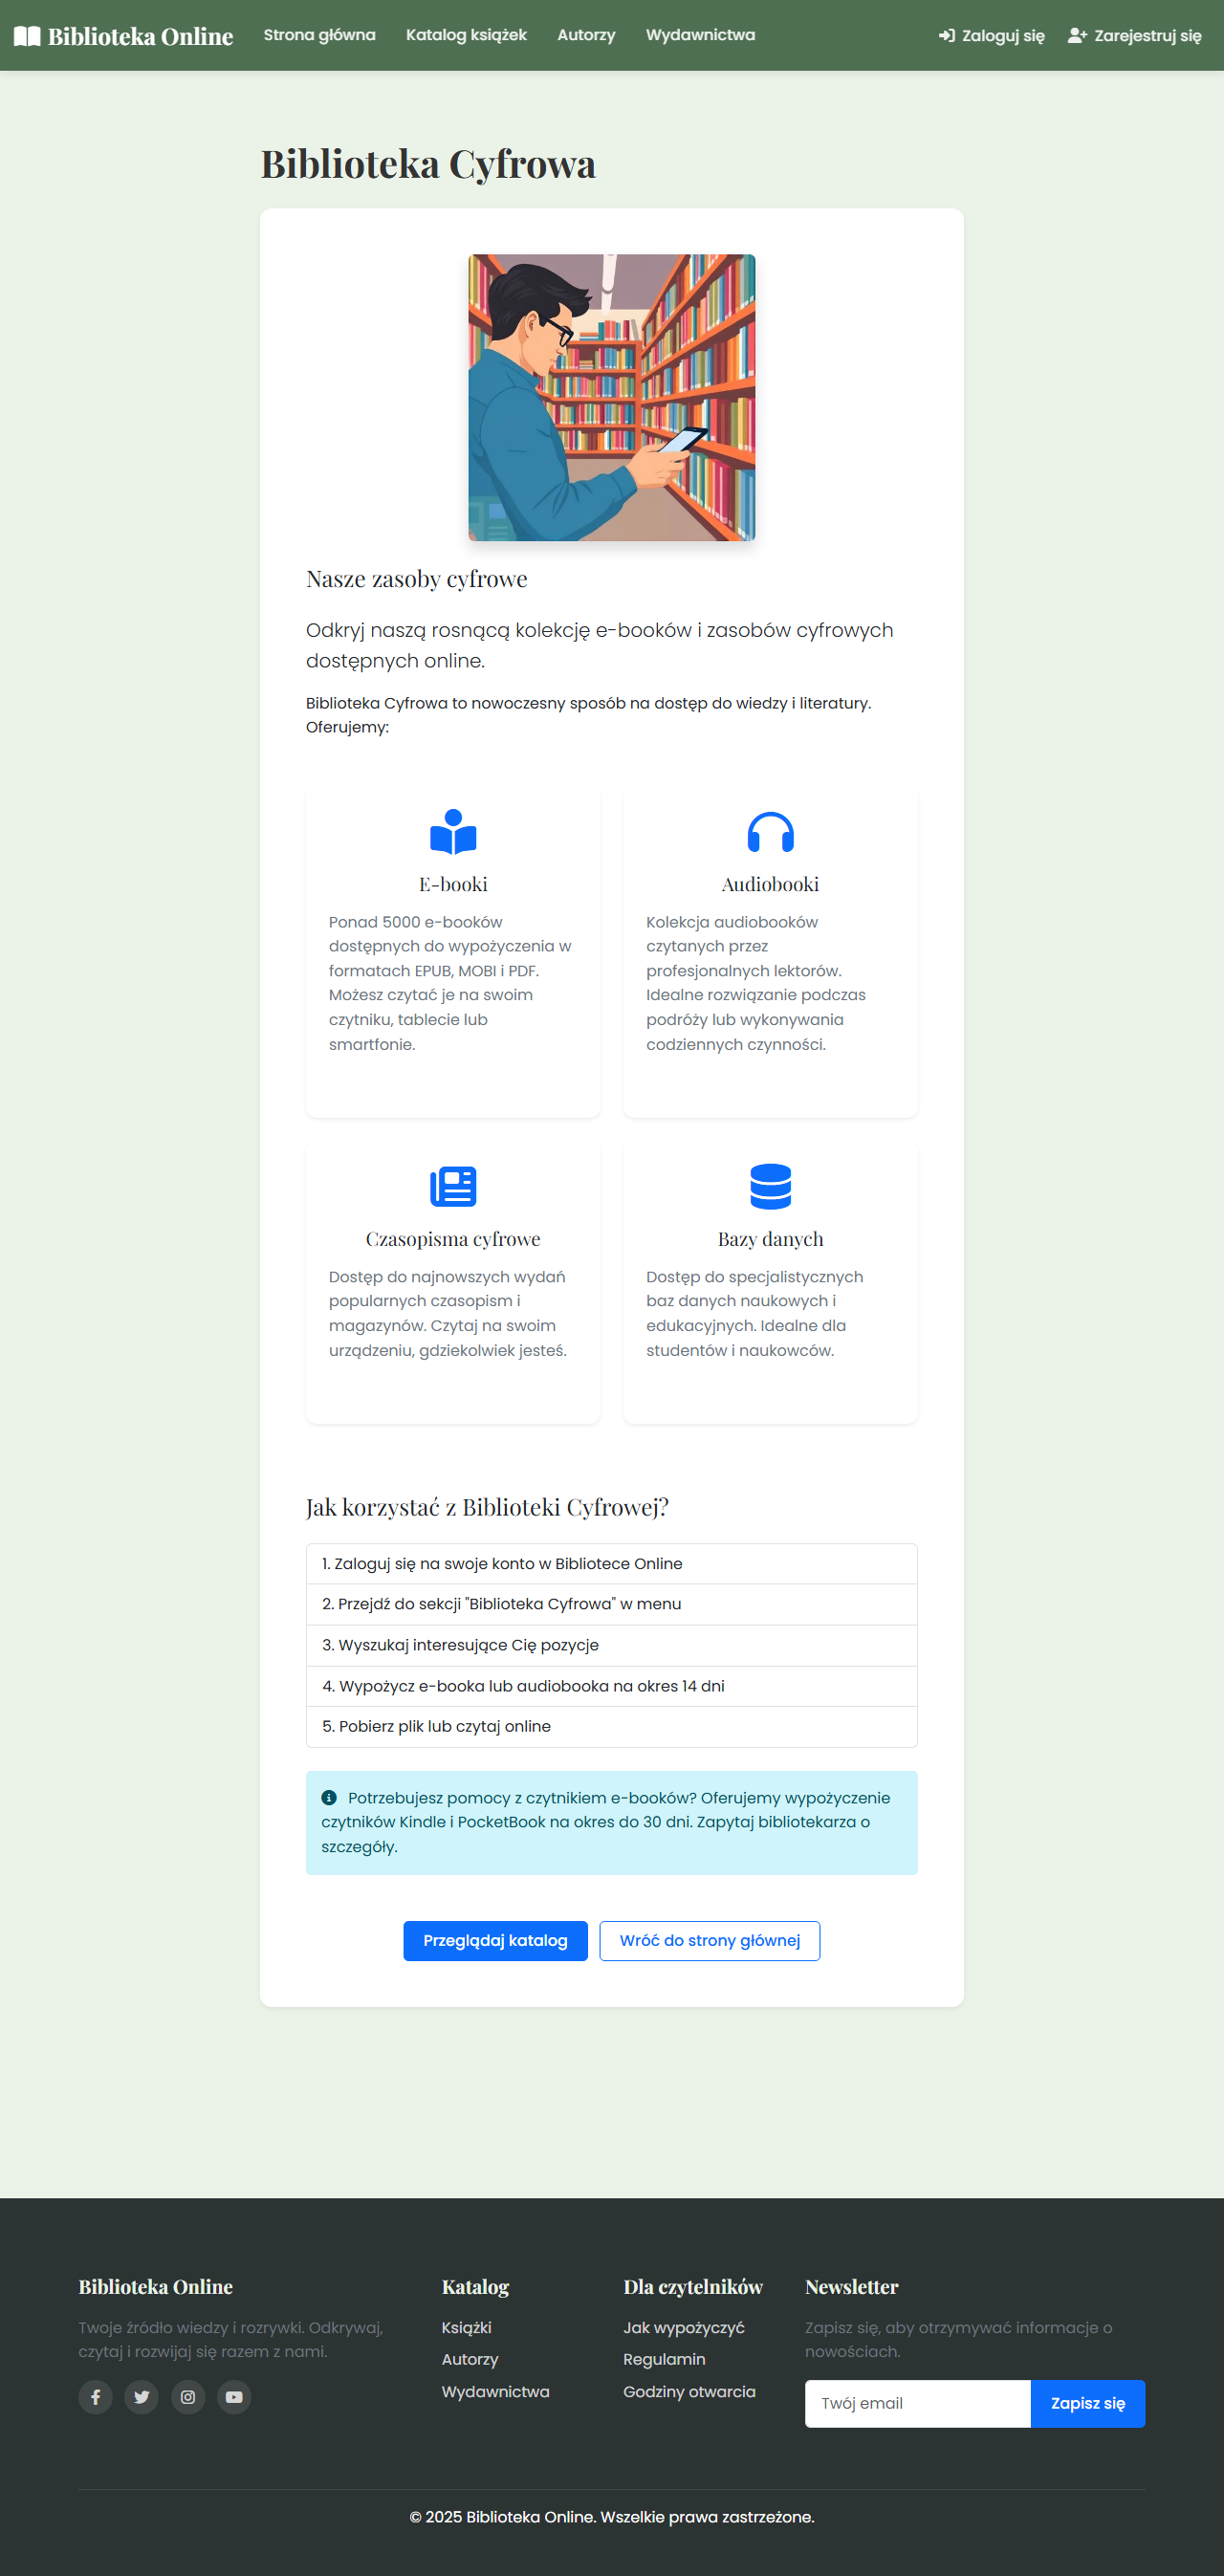 Biblioteka Online
Strona główna
Katalog książek
Autorzy
Wydawnictwa
Zaloguj się
Zarejestruj się
Biblioteka Cyfrowa
Nasze zasoby cyfrowe
Odkryj naszą rosnącą kolekcję e-booków i zasobów cyfrowych
dostępnych online.
Biblioteka Cyfrowa to nowoczesny sposób na dostęp do wiedzy i literatury.
Oferujemy:
E-booki
Ponad 5000 e-booków
dostępnych do wypożyczenia w
formatach EPUB, MOBI i PDF.
Możesz czytać je na swoim
czytniku, tablecie lub
smartfonie.
Audiobooki
Kolekcja audiobooków
czytanych przez
profesjonalnych lektorów.
Idealne rozwiązanie podczas
podróży lub wykonywania
codziennych czynności.
Czasopisma cyfrowe
Dostęp do najnowszych wydań
popularnych czasopism i
magazynów. Czytaj na swoim
urządzeniu, gdziekolwiek jesteś.
Bazy danych
Dostęp do specjalistycznych
baz danych naukowych i
edukacyjnych. Idealne dla
studentów i naukowców.
Jak korzystać z Biblioteki Cyfrowej?
1. Zaloguj się na swoje konto w Bibliotece Online
2. Przejdź do sekcji "Biblioteka Cyfrowa" w menu
3. Wyszukaj interesujące Cię pozycje
4. Wypożycz e-booka lub audiobooka na okres 14 dni
5. Pobierz plik lub czytaj online
Potrzebujesz pomocy z czytnikiem e-booków? Oferujemy wypożyczenie
czytników Kindle i PocketBook na okres do 30 dni. Zapytaj bibliotekarza o
szczegóły.
Przeglądaj katalog
Wróć do strony głównej
Biblioteka Online
Twoje źródło wiedzy i rozrywki. Odkrywaj,
czytaj i rozwijaj się razem z nami.
Katalog
Książki
Autorzy
Wydawnictwa
Dla czytelników
Jak wypożyczyć
Regulamin
Godziny otwarcia
Newsletter
Zapisz się, aby otrzymywać informacje o
nowościach.
Twój email
Zapisz się
© 2025 Biblioteka Online. Wszelkie prawa zastrzeżone.